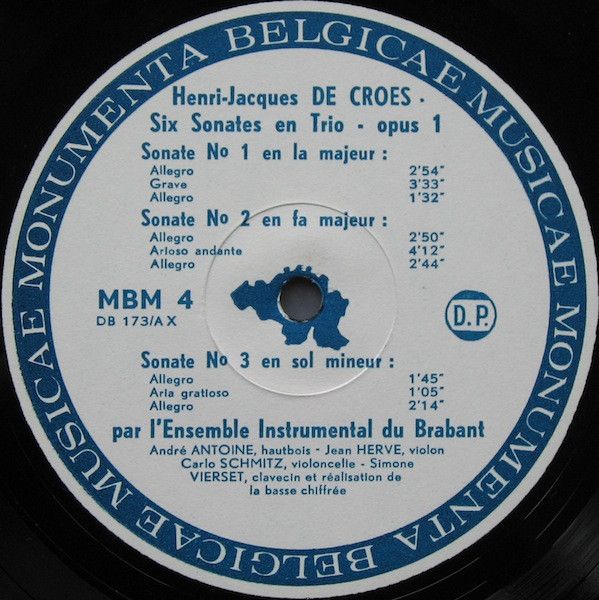 MONUMENTA BELGICAE MUSICAE MONUMENTA BELGICAE MUSICAE
Henri-Jacques DE CROES ·
Six Sonates en Trio - opus 1
Sonate No 1 en la majeur :
Allegro 2'54"
Grave 3'33"
Allegro 1'32"
Sonate No 2 en fa majeur :
Allegro 2'50"
Arioso andante 4'12"
Allegro 2'44"
MBM 4
DB 173/AX
D.P.
Sonate No 3 en sol mineur :
Allegro 1'45"
Aria gratioso 1'05"
Allegro 2'14"
par l'Ensemble Instrumental du Brabant
André ANTOINE, hautbois - Jean HERVE, violon
Carlo SCHMITZ, violoncelle - Simone
VIERSET, clavecin et réalisation de
la basse chiffrée